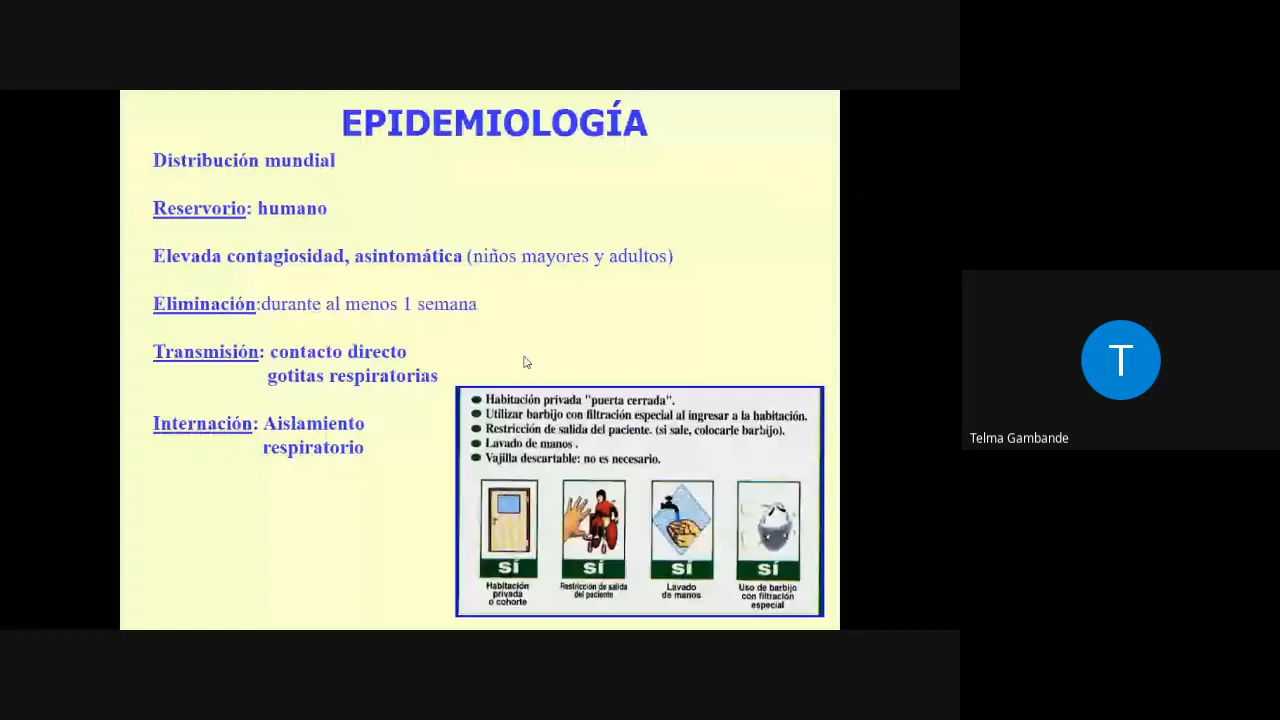 EPIDEMIOLOGÍA
Distribución mundial
Reservorio: humano
Elevada contagiosidad, asintomática (niños mayores y adultos)
Eliminación:durante al menos 1 semana
Transmisión: contacto directo
gotitas respiratorias
Internación: Aislamiento
respiratorio
Habitación privada "puerta cerrada".
Utilizar barbijo con filtración especial al ingresar a la habitación.
Restricción de salida del paciente. (si sale, colocarle barbijo).
Lavado de manos .
Vajilla descartable: no es necesario.
SÍ
Habitación
privada
o cohorte
SÍ
Restricción de salida
del paciente
SÍ
Lavado
de manos
SÍ
Uso de barbijo
con filtración
especial
T
Telma Gambande